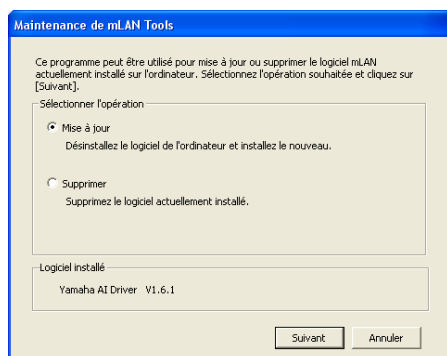 Maintenance de mLAN Tools
Ce programme peut être utilisé pour mise à jour ou supprimer le logiciel mLAN
actuellement installé sur l'ordinateur. Sélectionnez l'opération souhaitée et cliquez sur
[Suivant].
Sélectionner l'opération
Mise à jour
Désinstallez le logiciel de l'ordinateur et installez le nouveau.
Supprimer
Supprimez le logiciel actuellement installé.
Logiciel installé
Yamaha AI Driver V1.6.1
Suivant Annuler